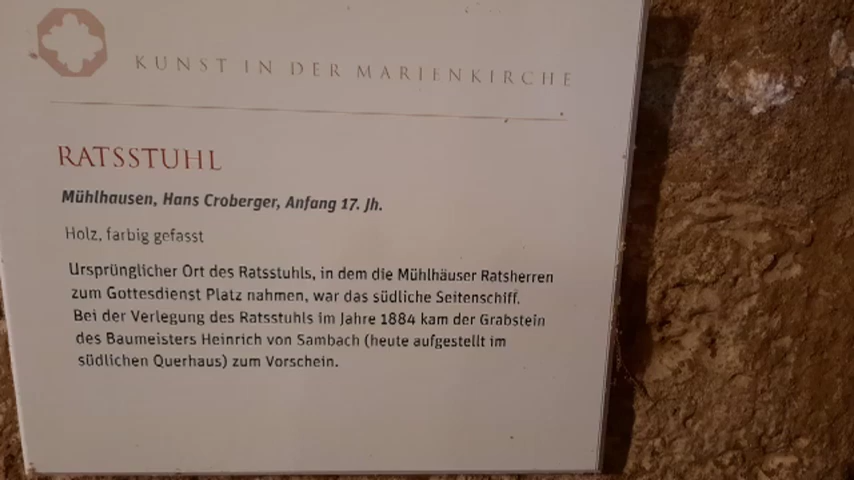 KUNST IN DER MARIENKIRCHE
RATSSTUHL
Mühlhausen, Hans Croberger, Anfang 17. Jh.
Holz, farbig gefasst
Ursprünglicher Ort des Ratsstuhls, in dem die Mühlhäuser Ratsherren
zum Gottesdienst Platz nahmen, war das südliche Seitenschiff.
Bei der Verlegung des Ratsstuhls im Jahre 1884 kam der Grabstein
des Baumeisters Heinrich von Sambach (heute aufgestellt im
südlichen Querhaus) zum Vorschein.